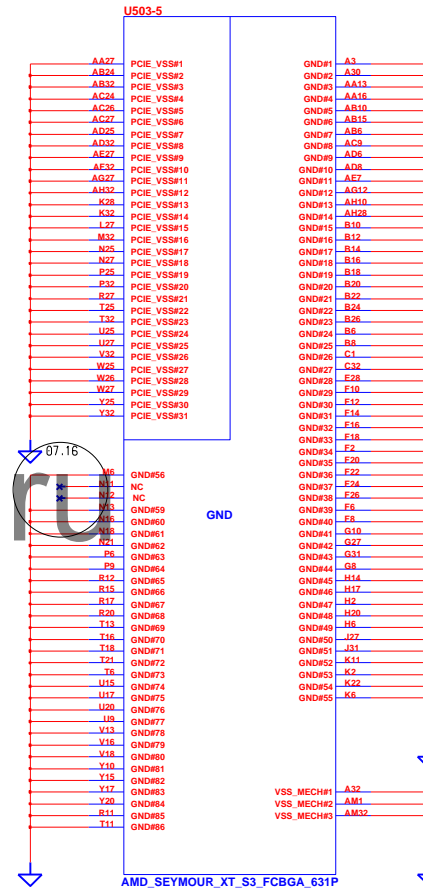 U503-5
AA27 PCIE_VSS#1
AB24 PCIE_VSS#2
AB32 PCIE_VSS#3
AC24 PCIE_VSS#4
AC26 PCIE_VSS#5
AC27 PCIE_VSS#6
AD25 PCIE_VSS#7
AD32 PCIE_VSS#8
AE27 PCIE_VSS#9
AF32 PCIE_VSS#10
AG27 PCIE_VSS#11
AH32 PCIE_VSS#12
K28 PCIE_VSS#13
K32 PCIE_VSS#14
L27 PCIE_VSS#15
M32 PCIE_VSS#16
N25 PCIE_VSS#17
N27 PCIE_VSS#18
P25 PCIE_VSS#19
P32 PCIE_VSS#20
R27 PCIE_VSS#21
T25 PCIE_VSS#22
T32 PCIE_VSS#23
U25 PCIE_VSS#24
U27 PCIE_VSS#25
V32 PCIE_VSS#26
W25 PCIE_VSS#27
W26 PCIE_VSS#28
W27 PCIE_VSS#29
Y25 PCIE_VSS#30
Y32 PCIE_VSS#31
07.16
ru
M6 GND#56
N11 NC
N12 NC
N13 GND#59
N16 GND#60
N18 GND#61
N21 GND#62
P6 GND#63
P9 GND#64
R12 GND#65
R15 GND#66
R17 GND#67
R20 GND#68
T13 GND#69
T16 GND#70
T18 GND#71
T21 GND#72
T6 GND#73
U15 GND#74
U17 GND#75
U20 GND#76
U9 GND#77
V13 GND#78
V16 GND#79
V18 GND#80
Y10 GND#81
Y15 GND#82
Y17 GND#83
Y20 GND#84
R11 GND#85
T11 GND#86
GND
GND#1 A3
GND#2 A30
GND#3 AA13
GND#4 AA16
GND#5 AB10
GND#6 AB15
GND#7 AB6
GND#8 AC9
GND#9 AD6
GND#10 AD8
GND#11 AE7
GND#12 AG12
GND#13 AH10
GND#14 AH28
GND#15 B10
GND#16 B12
GND#17 B14
GND#18 B16
GND#19 B18
GND#20 B20
GND#21 B22
GND#22 B24
GND#23 B26
GND#24 B6
GND#25 B8
GND#26 C1
GND#27 C32
GND#28 E28
GND#29 F10
GND#30 F12
GND#31 F14
GND#32 F16
GND#33 F18
GND#34 F2
GND#35 F20
GND#36 F22
GND#37 F24
GND#38 F26
GND#39 F6
GND#40 F8
GND#41 G10
GND#42 G27
GND#43 G31
GND#44 G8
GND#45 H14
GND#46 H17
GND#47 H2
GND#48 H20
GND#49 H6
GND#50 J27
GND#51 J31
GND#52 K11
GND#53 K2
GND#54 K22
GND#55 K6
VSS_MECH#1 A32
VSS_MECH#2 AM1
VSS_MECH#3 AM32
AMD_SEYMOUR_XT_S3_FCBGA_631P